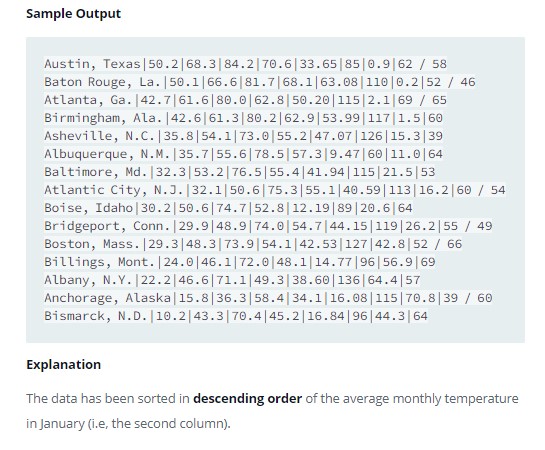 Sample Output
Austin, Texas|50.2|68.3|84.2|70.6|33.65|85|0.9|62 / 58
Baton Rouge, La.|50.1|66.6|81.7|68.1|63.08|110|0.2|52 / 46
Atlanta, Ga.|42.7|61.6|80.0|62.8|50.20|115|2.1|69 / 65
Birmingham, Ala.|42.6|61.3|80.2|62.9|53.99|117|1.5|60
Asheville, N.C.|35.8|54.1|73.0|55.2|47.07|126|15.3|39
Albuquerque, N.M.|35.7|55.6|78.5|57.3|9.47|60|11.0|64
Baltimore, Md.|32.3|53.2|76.5|55.4|41.94|115|21.5|53
Atlantic City, N.J.|32.1|50.6|75.3|55.1|40.59|113|16.2|60 / 54
Boise, Idaho|30.2|50.6|74.7|52.8|12.19|89|20.6|64
Bridgeport, Conn.|29.9|48.9|74.0|54.7|44.15|119|26.2|55 / 49
Boston, Mass.|29.3|48.3|73.9|54.1|42.53|127|42.8|52 / 66
Billings, Mont.|24.0|46.1|72.0|48.1|14.77|96|56.9|69
Albany, N.Y.|22.2|46.6|71.1|49.3|38.60|136|64.4|57
Anchorage, Alaska|15.8|36.3|58.4|34.1|16.08|115|70.8|39 / 60
Bismarck, N.D.|10.2|43.3|70.4|45.2|16.84|96|44.3|64
Explanation
The data has been sorted in descending order of the average monthly temperature
in January (i.e, the second column).